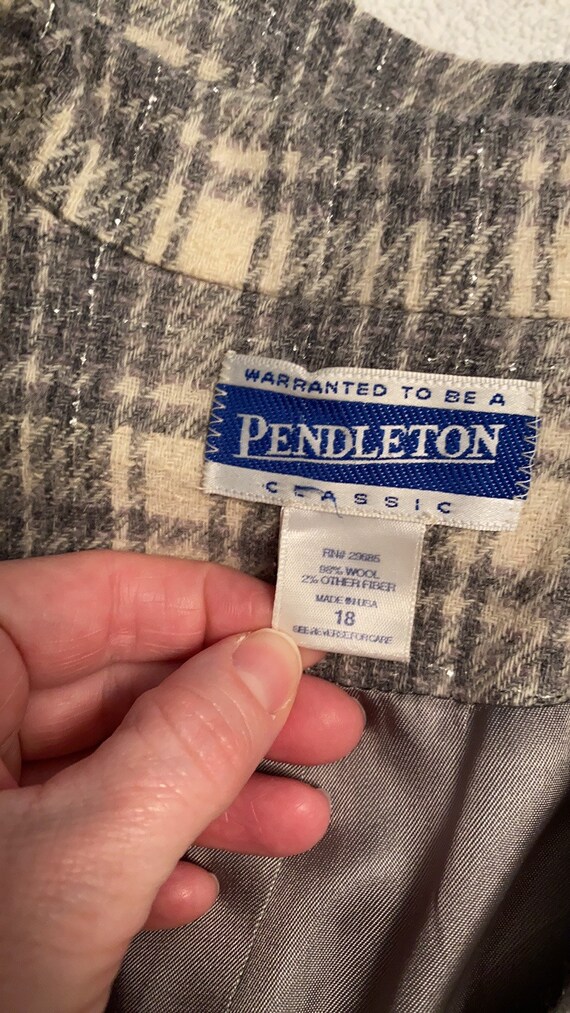 WARRANTED TO BE A
PENDLETON
CLASSIC
RN# 29685
98% WOOL
2% OTHER FIBER
MADE IN USA
18
SEE REVERSE FOR CARE